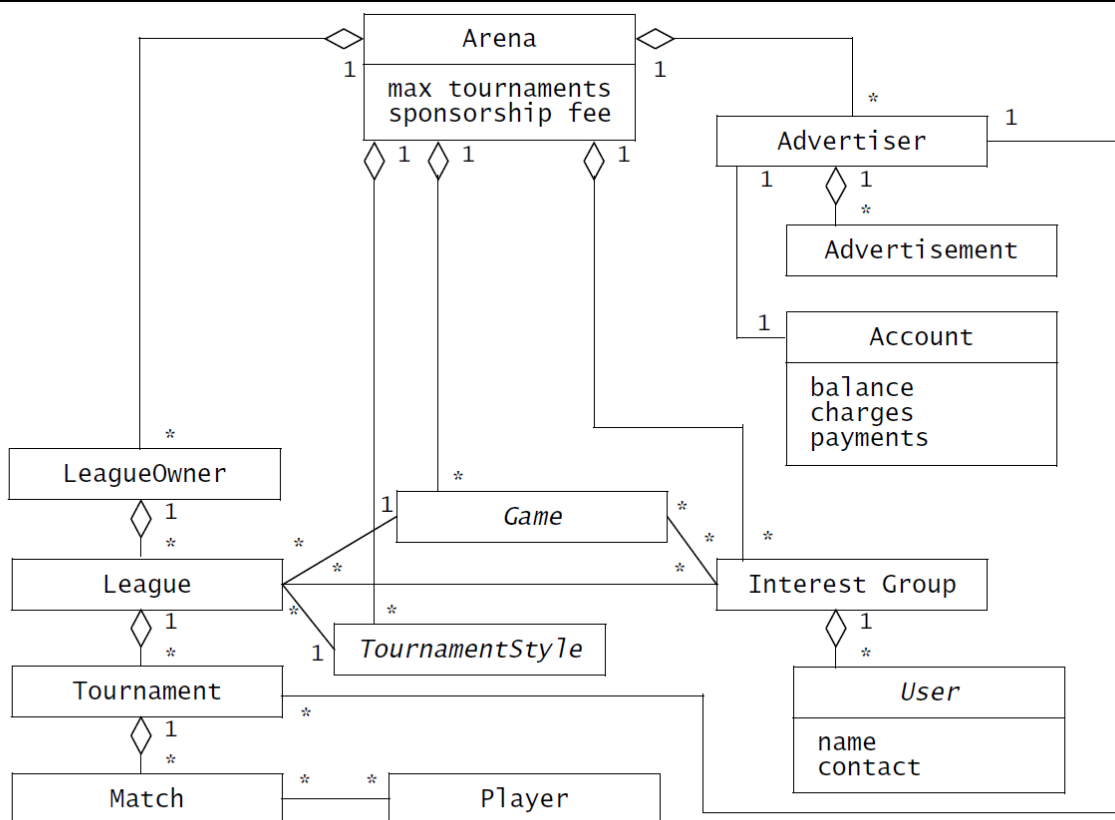 Arena
1
1
max tournaments
sponsorship fee
*
1
Advertiser
1
1
1
1
1
*
Advertisement
1
Account
balance
charges
payments
*
LeagueOwner
*
1
1
Game
*
*
*
*
*
*
*
League
Interest Group
*
*
1
1
1
TournamentStyle
*
*
Tournament
User
*
1
name
contact
*
*
*
Match
Player